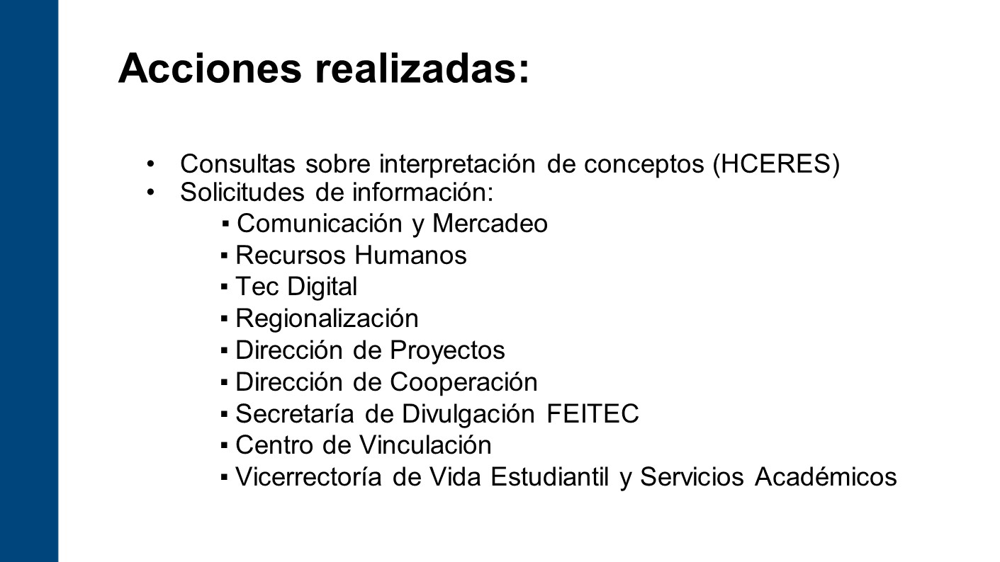 Acciones realizadas:
• Consultas sobre interpretación de conceptos (HCERES)
• Solicitudes de información:
▪ Comunicación y Mercadeo
▪ Recursos Humanos
▪ Tec Digital
▪ Regionalización
▪ Dirección de Proyectos
▪ Dirección de Cooperación
▪ Secretaría de Divulgación FEITEC
▪ Centro de Vinculación
▪ Vicerrectoría de Vida Estudiantil y Servicios Académicos